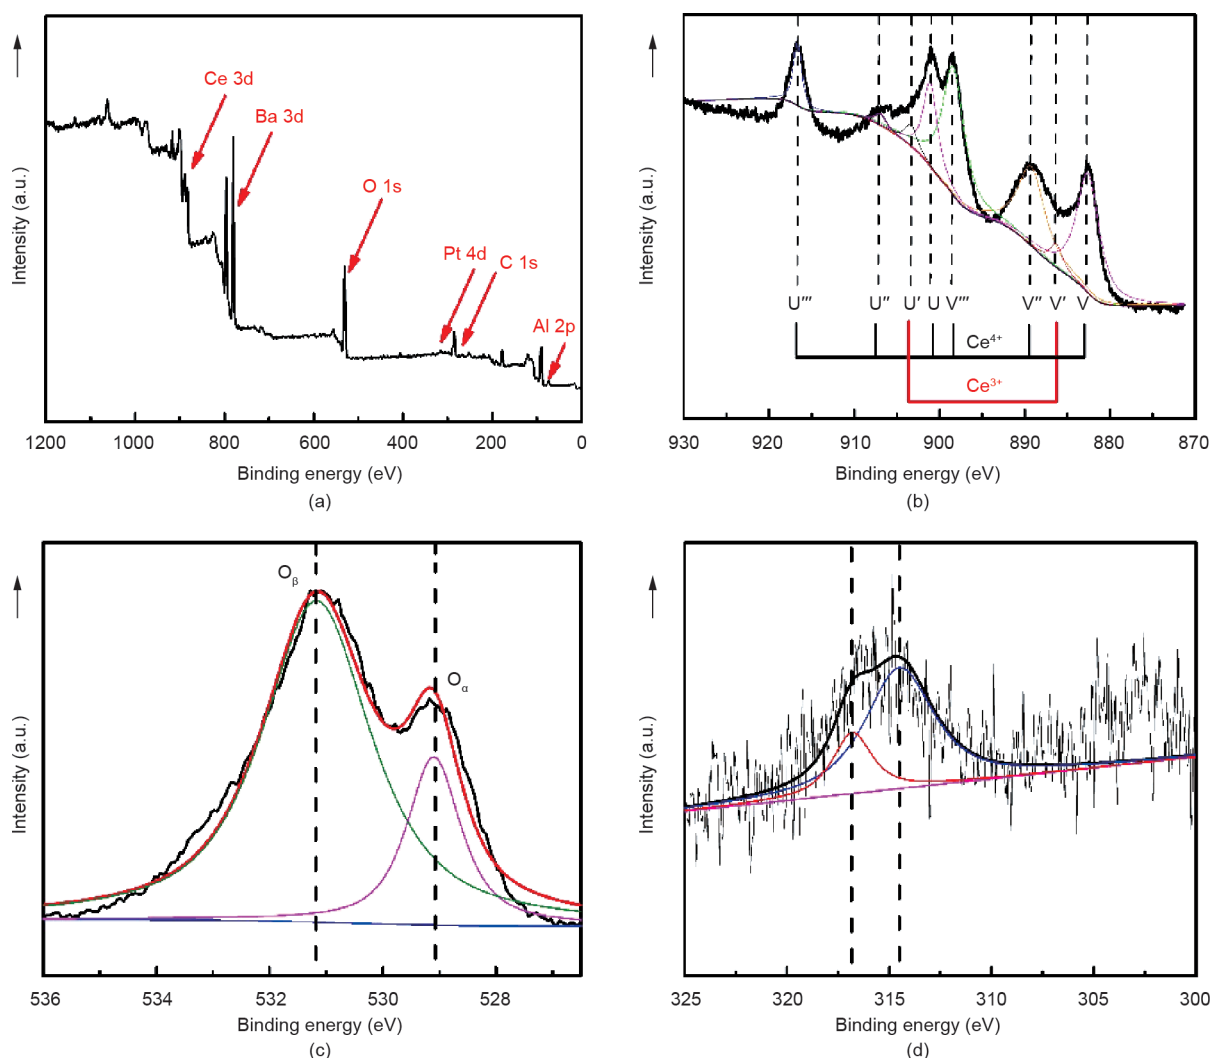 Intensity (a.u.)
Ce 3d
Ba 3d
O 1s
Pt 4d
C 1s
Al 2p
1200 1000 800 600 400 200 0
Binding energy (eV)
(a)
Intensity (a.u.)
U‴ U″ U′ U V‴ V″ V′ V
Ce⁴⁺
Ce³⁺
930 920 910 900 890 880 870
Binding energy (eV)
(b)
Intensity (a.u.)
Oβ
Oα
536 534 532 530 528
Binding energy (eV)
(c)
Intensity (a.u.)
325 320 315 310 305 300
Binding energy (eV)
(d)